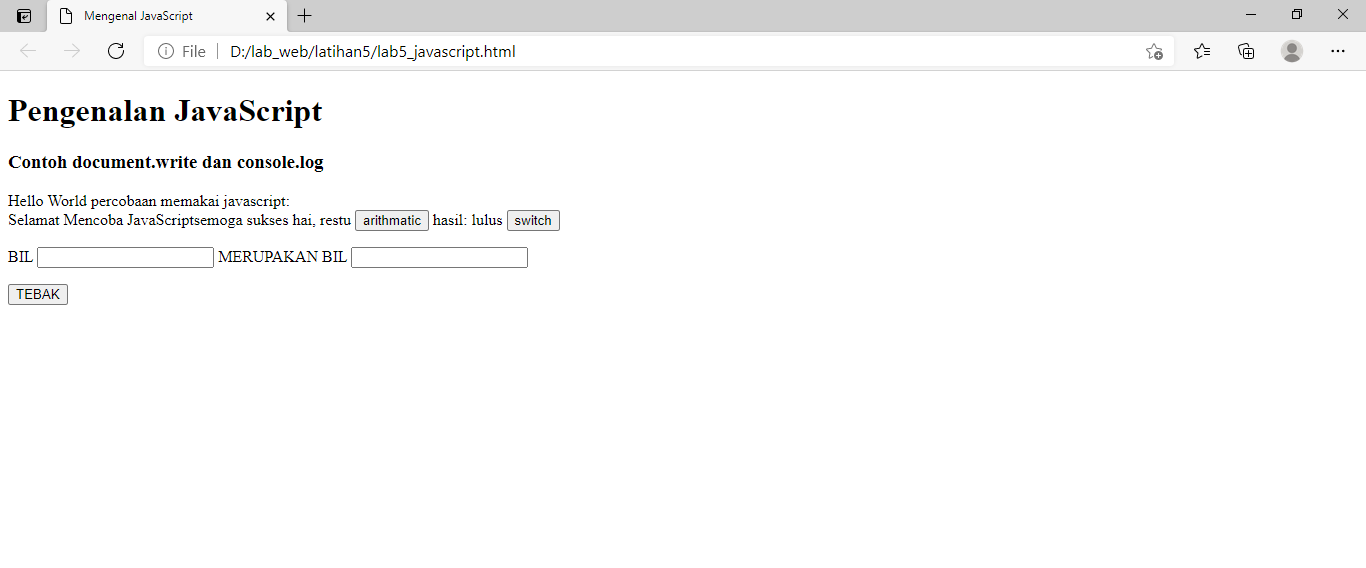 Mengenal JavaScript
File D:/lab_web/latihan5/lab5_javascript.html
Pengenalan JavaScript
Contoh document.write dan console.log
Hello World percobaan memakai javascript:
Selamat Mencoba JavaScriptsemoga sukses hai, restu arithmatic hasil: lulus switch
BIL MERUPAKAN BIL
TEBAK